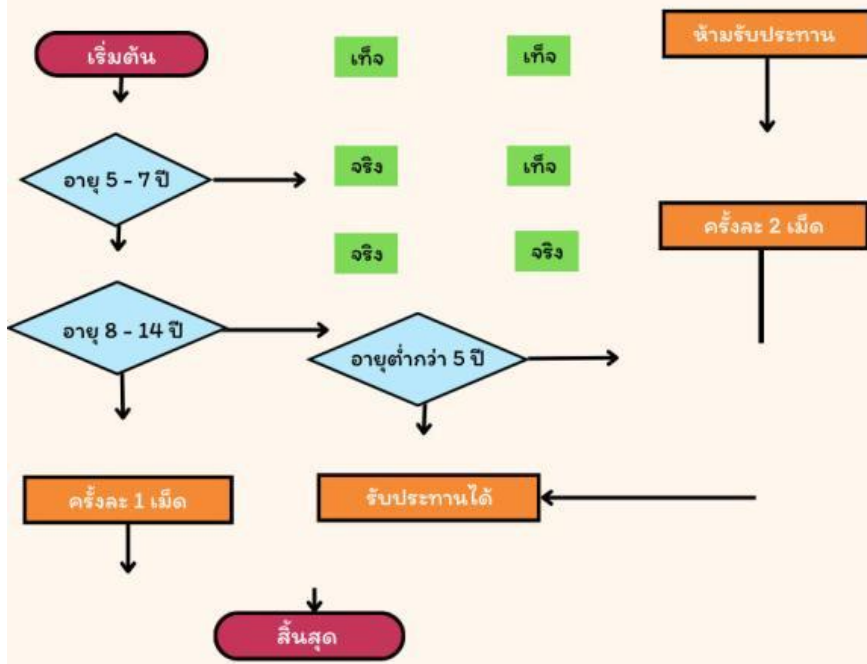 เริ่มต้น
เท็จ
เท็จ
ห้ามรับประทาน
อายุ 5 - 7 ปี
จริง
เท็จ
ครั้งละ 2 เม็ด
จริง
จริง
อายุ 8 - 14 ปี
อายุต่ำกว่า 5 ปี
ครั้งละ 1 เม็ด
รับประทานได้
สิ้นสุด